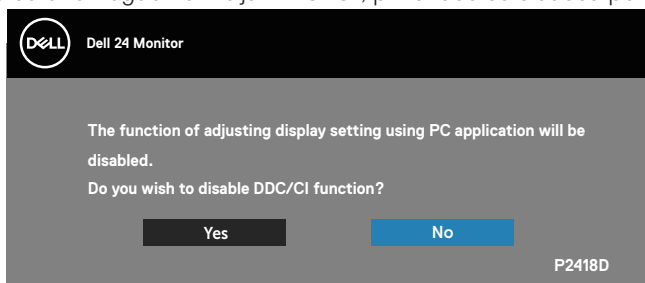 DELL
Dell 24 Monitor
The function of adjusting display setting using PC application will be
disabled.
Do you wish to disable DDC/CI function?
Yes
No
P2418D